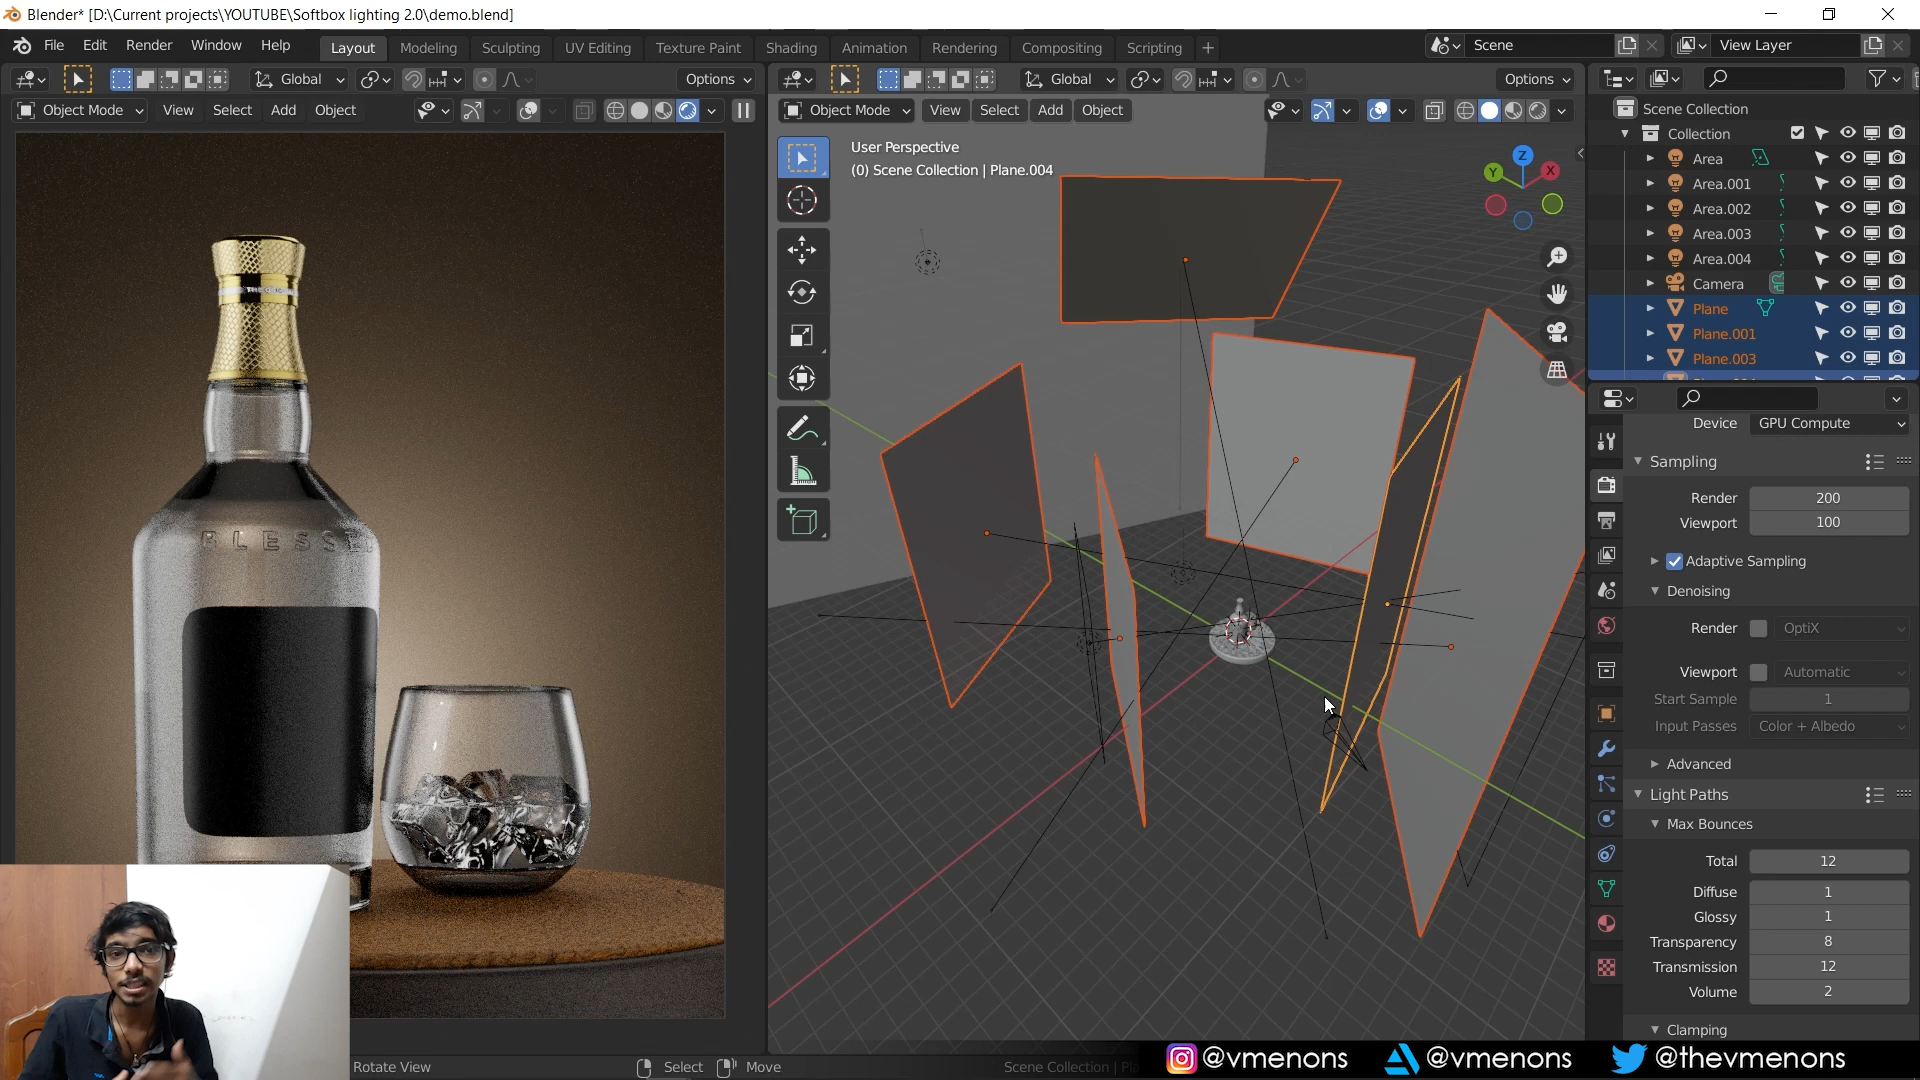 Blender* [D:\Current projects\YOUTUBE\Softbox lighting 2.0\demo.blend]
File Edit Render Window Help Layout Modeling Sculpting UV Editing Texture Paint Shading Animation Rendering Compositing Scripting + Scene View Layer
Global Options Global Options
Object Mode View Select Add Object Object Mode View Select Add Object
Scene Collection
Collection
Area
Area.001
Area.002
Area.003
Area.004
Camera
Plane
Plane.001
Plane.003
User Perspective
(0) Scene Collection | Plane.004
Z
Y
X
Device GPU Compute
Sampling
Render 200
Viewport 100
Adaptive Sampling
Denoising
Render OptiX
Viewport Automatic
Start Sample 1
Input Passes Color + Albedo
Advanced
Light Paths
Max Bounces
Total 12
Diffuse 1
Glossy 1
Transparency 8
Transmission 12
Volume 2
Clamping
BLESSE
Rotate View Select Move Scene Collection | Pla
@vmenons @vmenons @thevmenons